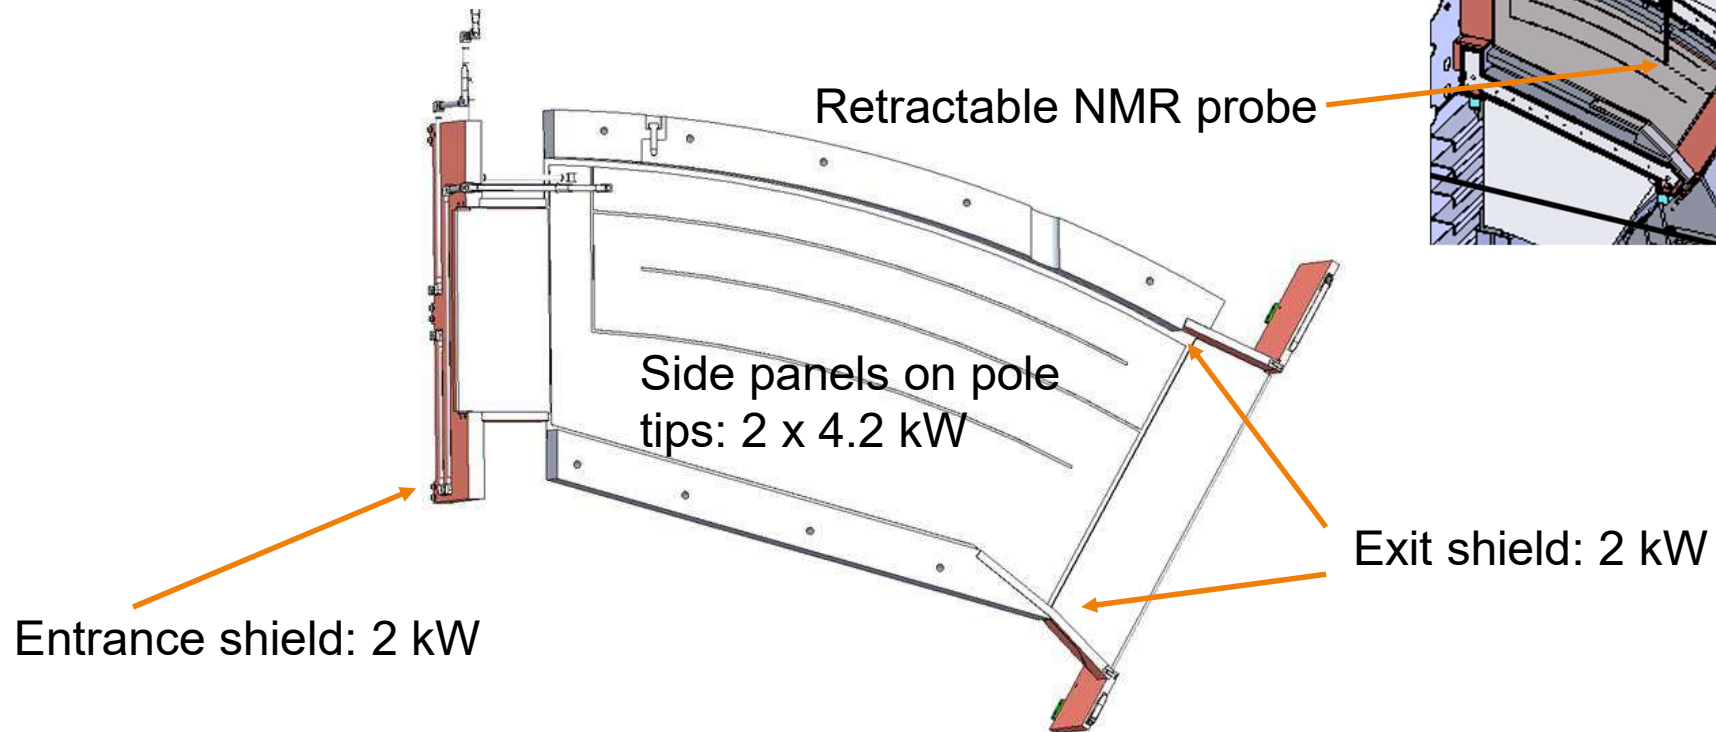 Retractable NMR probe
Side panels on pole
tips: 2 x 4.2 kW
Exit shield: 2 kW
Entrance shield: 2 kW